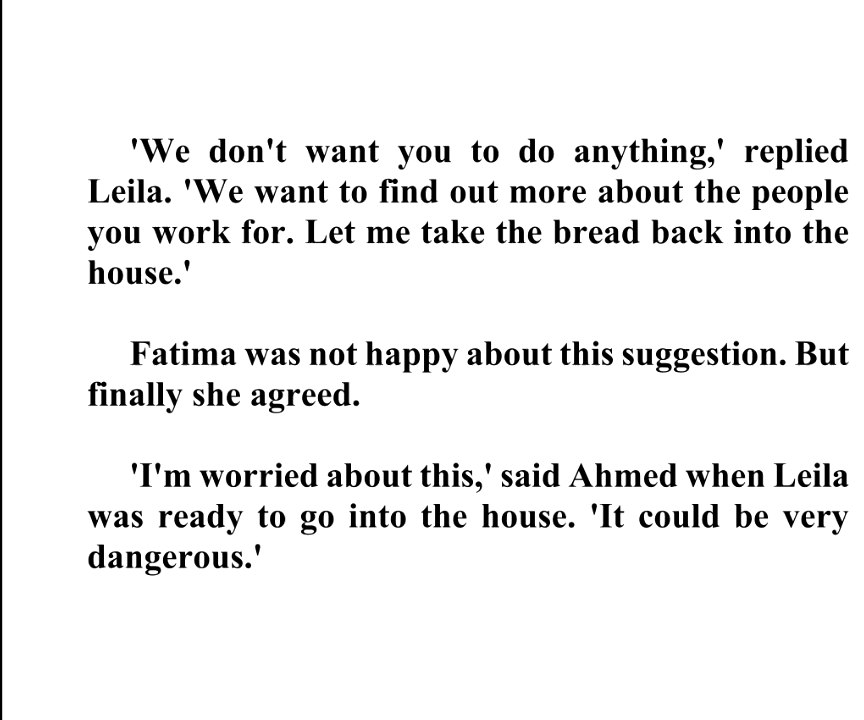 'We don't want you to do anything,' replied
Leila. 'We want to find out more about the people
you work for. Let me take the bread back into the
house.'
Fatima was not happy about this suggestion. But
finally she agreed.
'I'm worried about this,' said Ahmed when Leila
was ready to go into the house. 'It could be very
dangerous.'